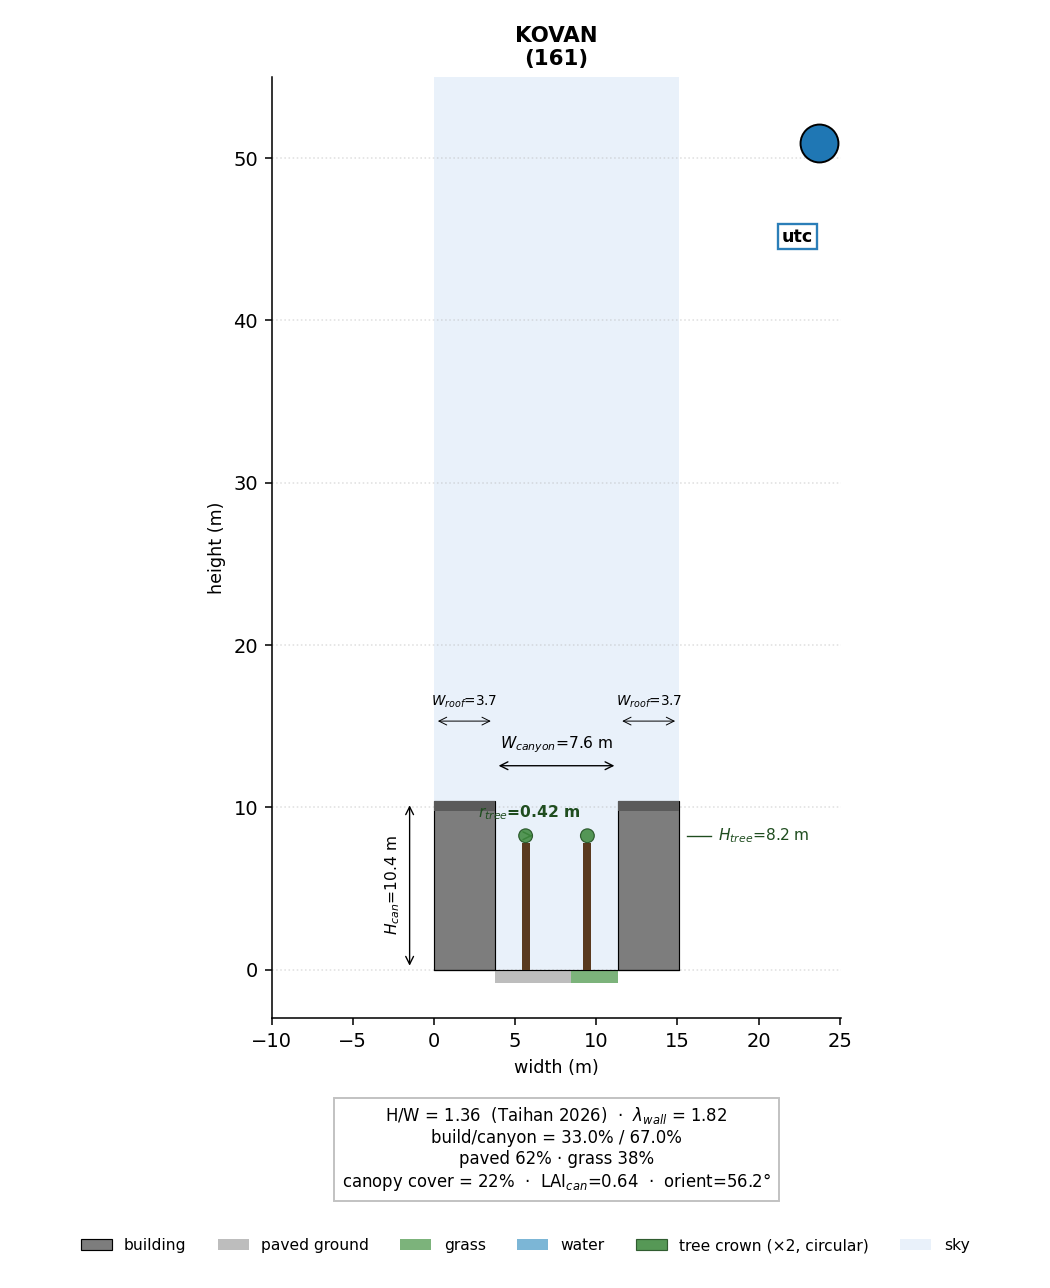 KOVAN
(161)
50
utc
40
30
height (m)
20
W_roof=3.7
W_roof=3.7
W_canyon=7.6 m
10
r_tree=0.42 m
H_tree=8.2 m
H_can=10.4 m
0
−10
−5
0
5
10
15
20
25
width (m)
H/W = 1.36 (Taihan 2026) · λ_wall = 1.82
build/canyon = 33.0% / 67.0%
paved 62% · grass 38%
canopy cover = 22% · LAI_can=0.64 · orient=56.2°
building
paved ground
grass
water
tree crown (×2, circular)
sky